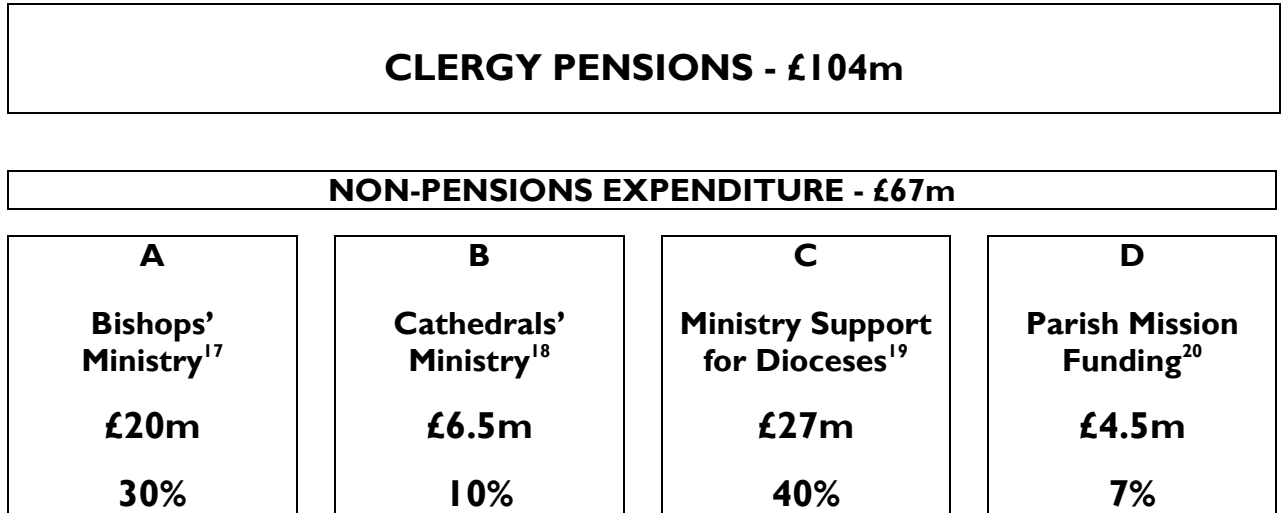 CLERGY PENSIONS - £104m
NON-PENSIONS EXPENDITURE - £67m
A
Bishops’
Ministry17
£20m
30%
B
Cathedrals’
Ministry18
£6.5m
10%
C
Ministry Support
for Dioceses19
£27m
40%
D
Parish Mission
Funding20
£4.5m
7%